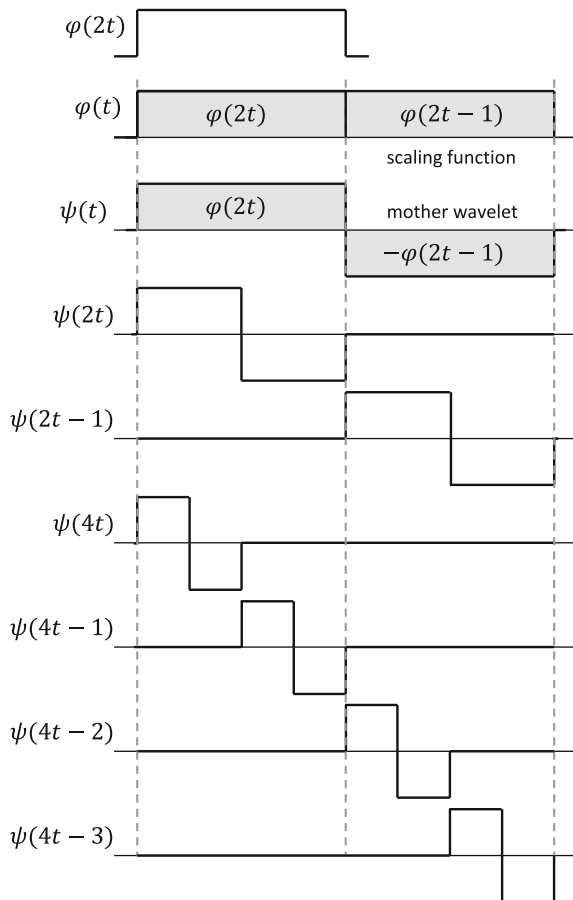 φ(2t)
φ(t)
φ(2t)
φ(2t − 1)
scaling function
ψ(t)
φ(2t)
mother wavelet
−φ(2t − 1)
ψ(2t)
ψ(2t − 1)
ψ(4t)
ψ(4t − 1)
ψ(4t − 2)
ψ(4t − 3)